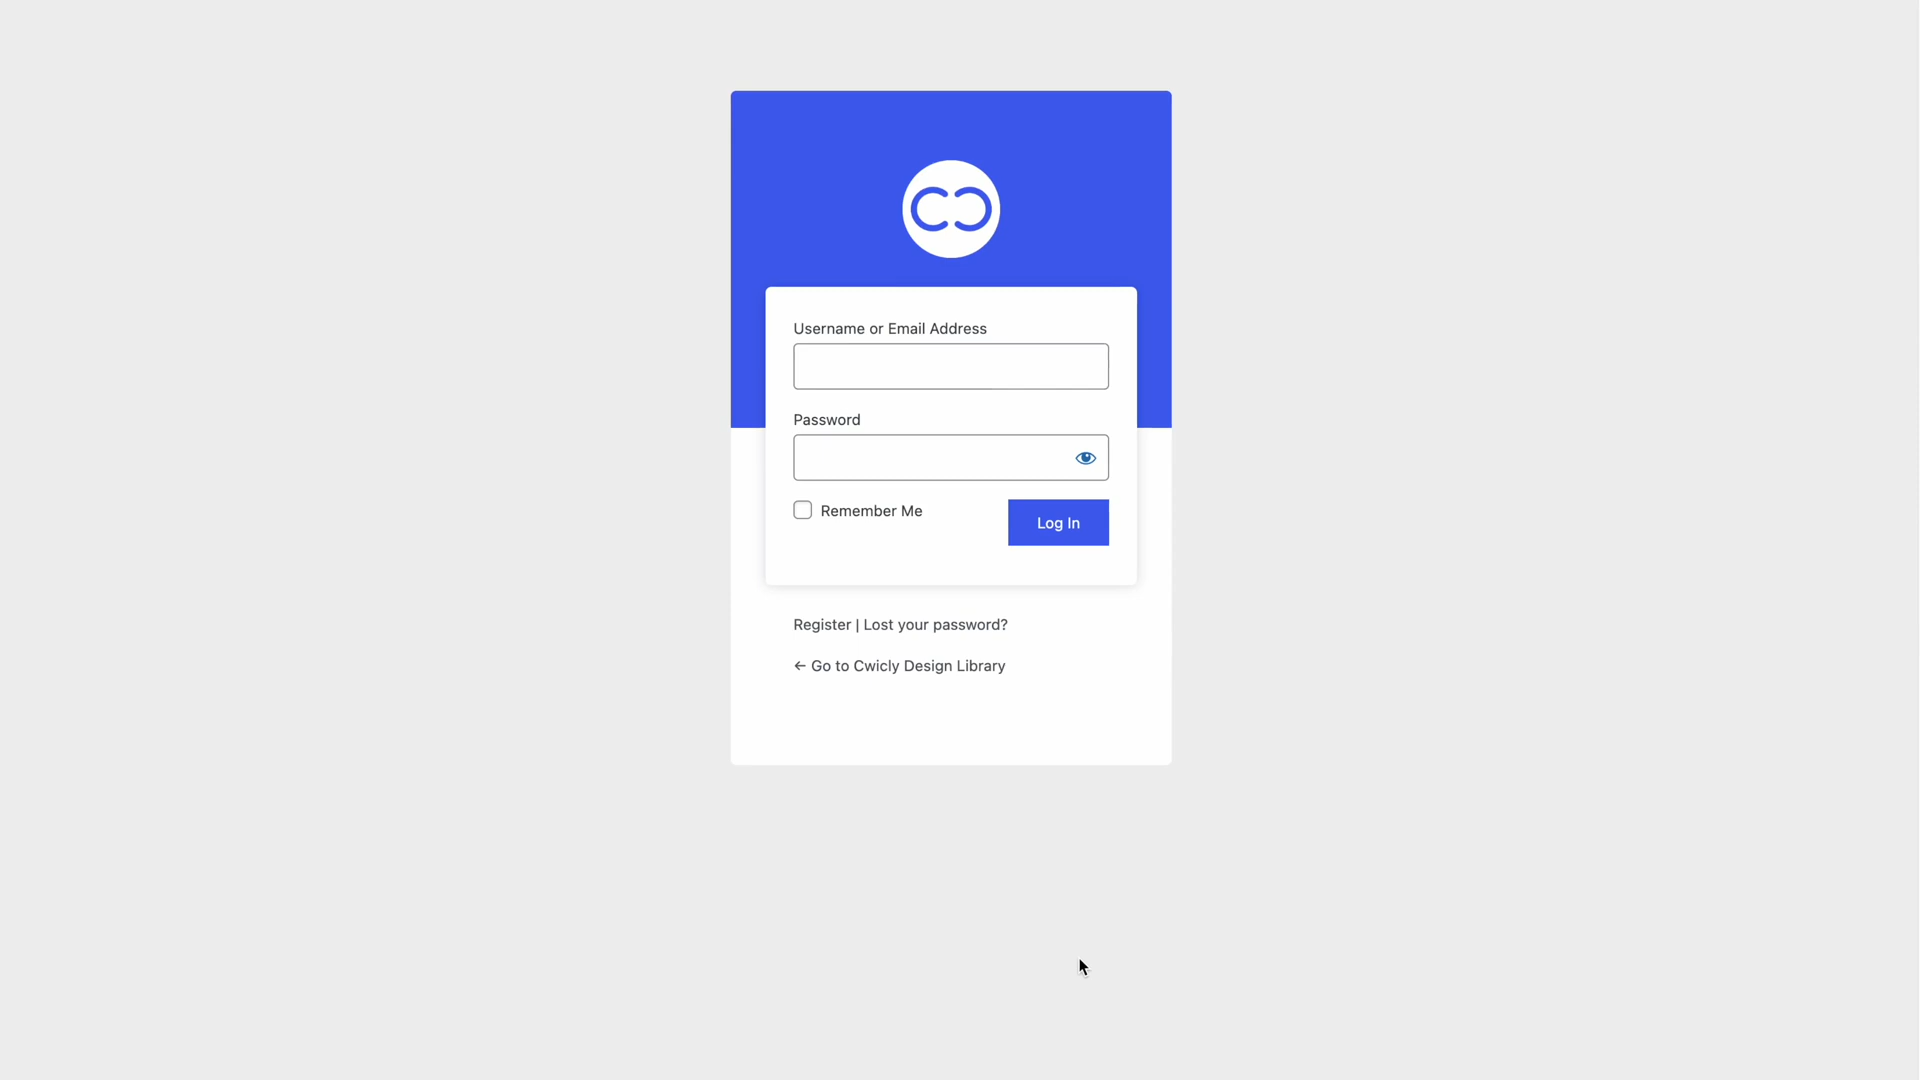 Username or Email Address
Password
Remember Me
Log In
Register | Lost your password?
← Go to Cwicly Design Library